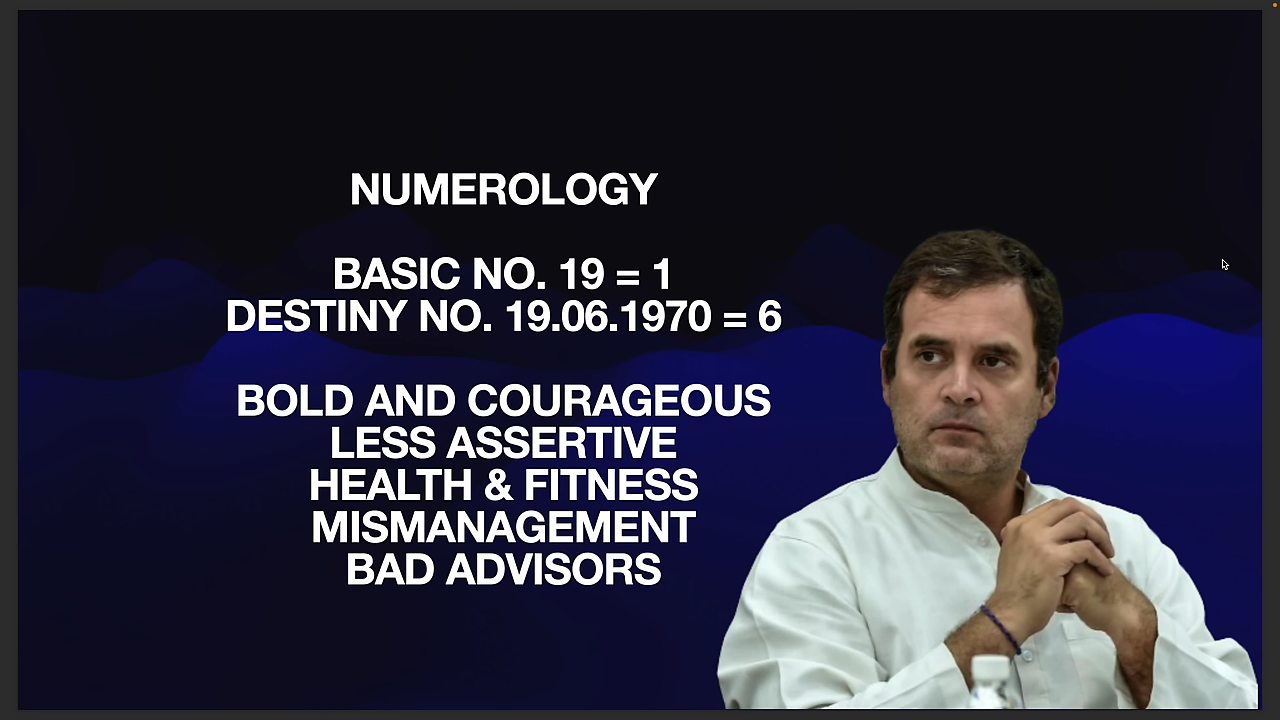 NUMEROLOGY
BASIC NO. 19 = 1
DESTINY NO. 19.06.1970 = 6
BOLD AND COURAGEOUS
LESS ASSERTIVE
HEALTH & FITNESS
MISMANAGEMENT
BAD ADVISORS